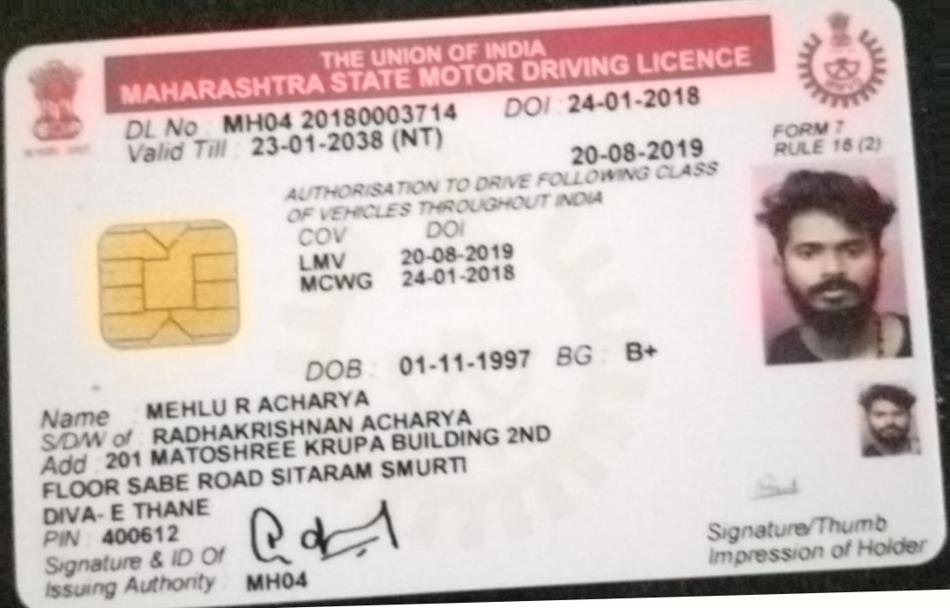 THE UNION OF INDIA
MAHARASHTRA STATE MOTOR DRIVING LICENCE
DL No : MH04 20180003714 DOI : 24-01-2018
Valid Till : 23-01-2038 (NT) 20-08-2019
FORM 7
RULE 16 (2)
AUTHORISATION TO DRIVE FOLLOWING CLASS
OF VEHICLES THROUGHOUT INDIA
COV DOI
LMV 20-08-2019
MCWG 24-01-2018
DOB : 01-11-1997 BG : B+
Name : MEHLU R ACHARYA
S/D/W of : RADHAKRISHNAN ACHARYA
Add : 201 MATOSHREE KRUPA BUILDING 2ND
FLOOR SABE ROAD SITARAM SMURTI
DIVA- E THANE
PIN : 400612
Signature & ID Of
Issuing Authority : MH04
Signature/Thumb
Impression of Holder